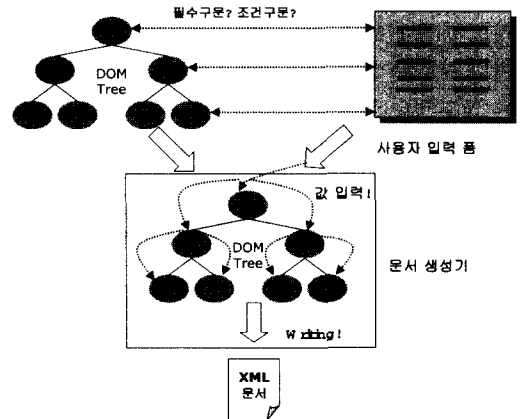 필수구문? 조건구문?
DOM
Tree
사용자 입력 폼
값 입력!
DOM
Tree
문서 생성기
Writing!
XML
문서